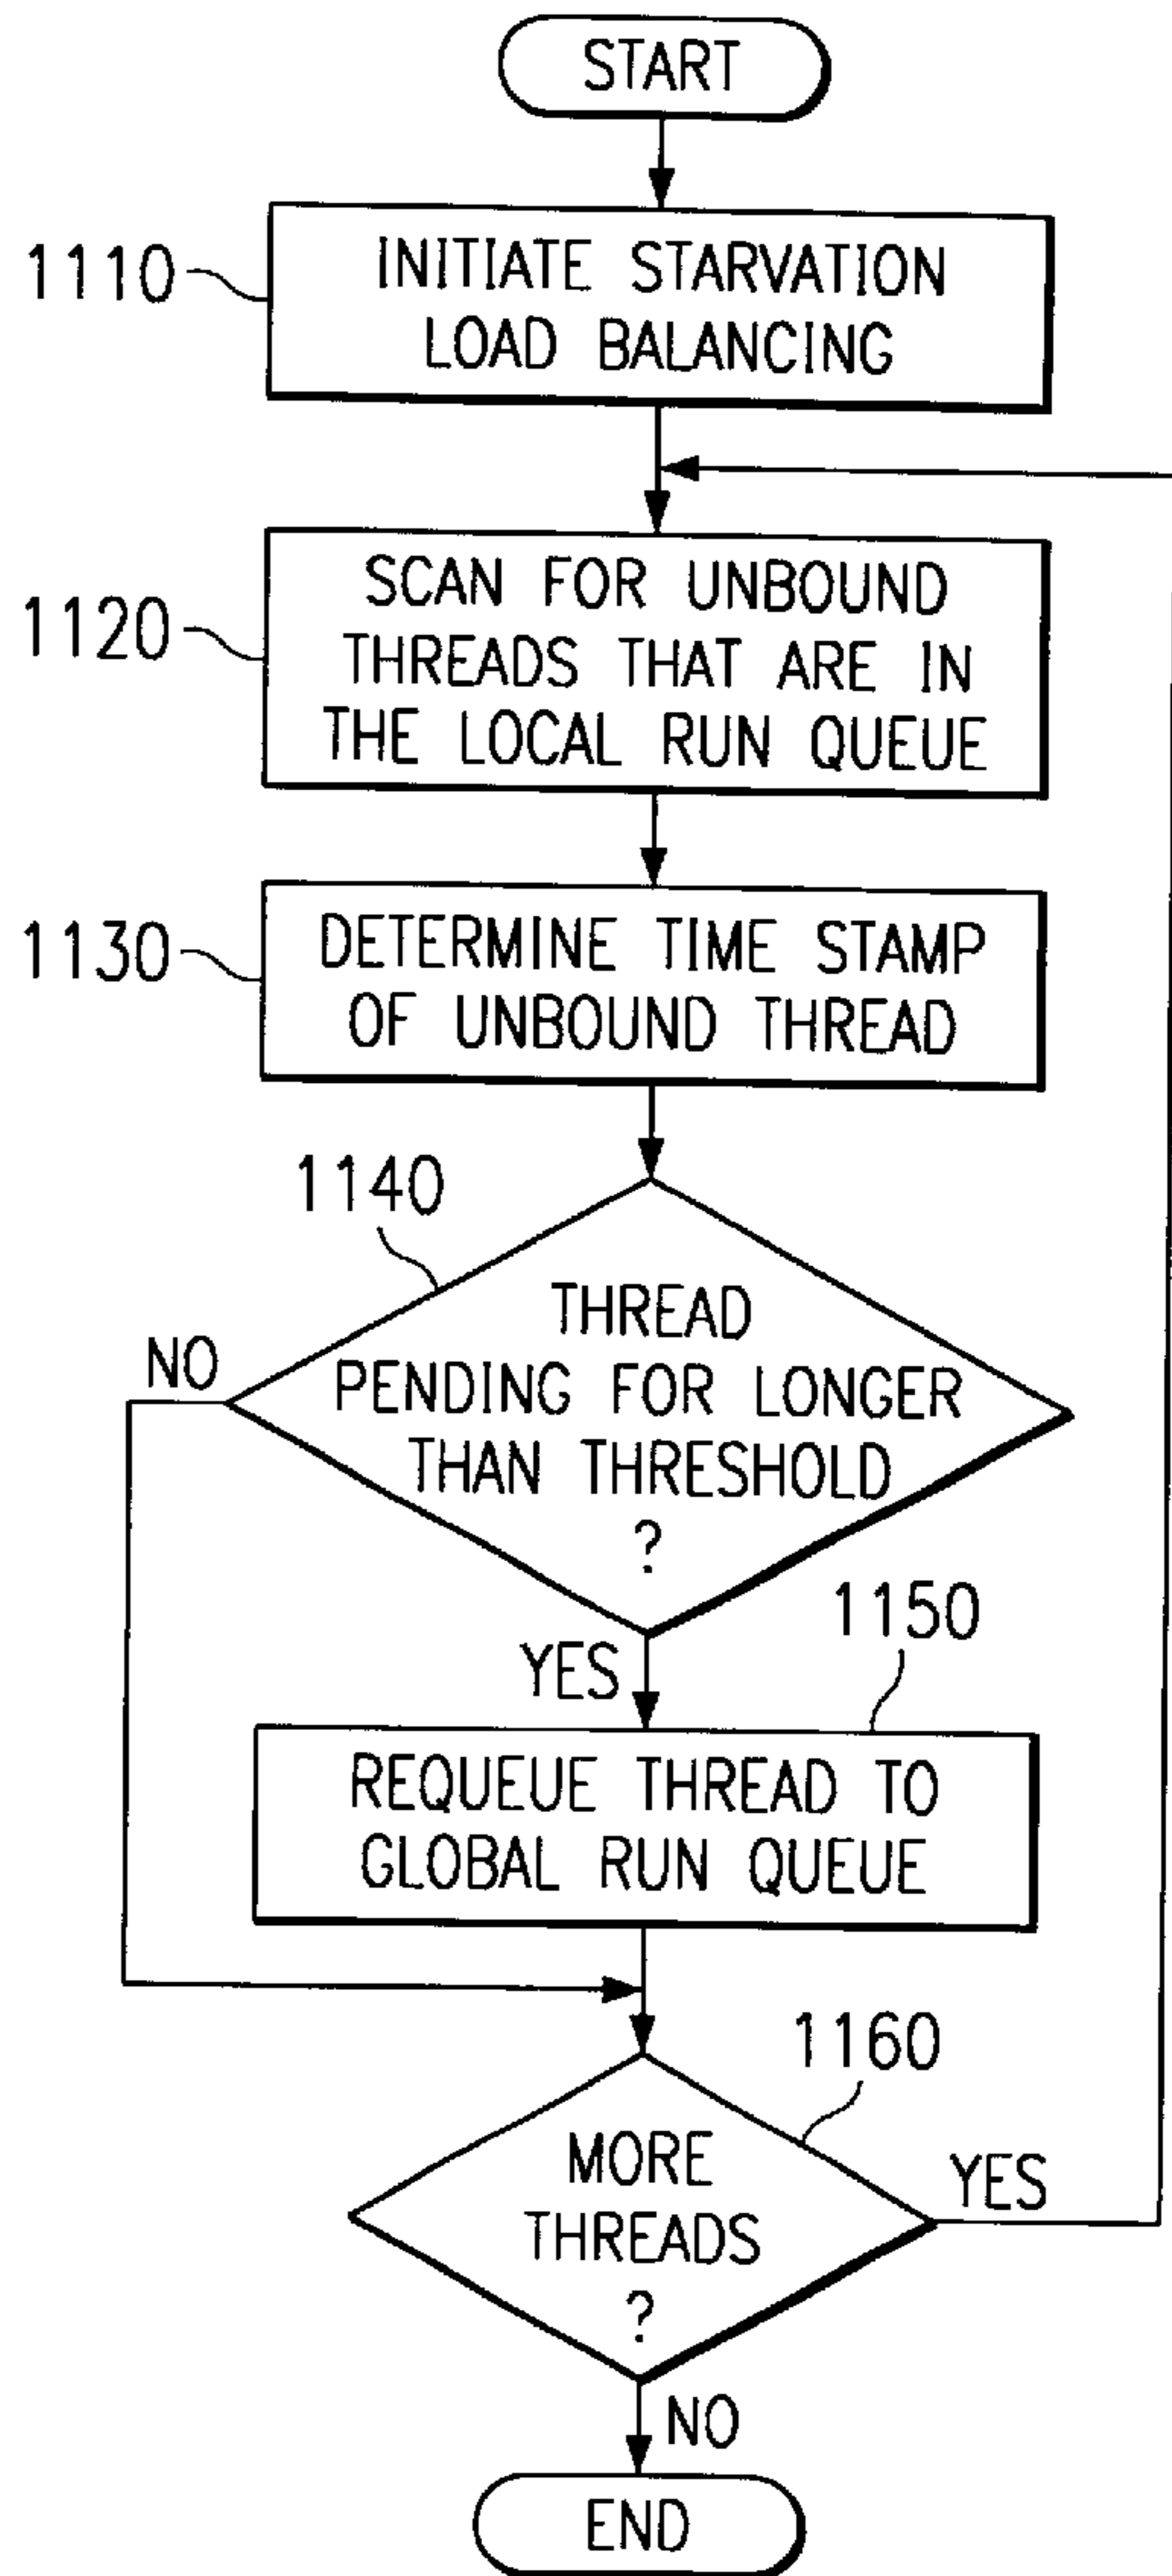 START
1110
INITIATE STARVATION
LOAD BALANCING
1120
SCAN FOR UNBOUND
THREADS THAT ARE IN
THE LOCAL RUN QUEUE
1130
DETERMINE TIME STAMP
OF UNBOUND THREAD
1140
THREAD
PENDING FOR LONGER
THAN THRESHOLD
?
NO
YES
1150
REQUEUE THREAD TO
GLOBAL RUN QUEUE
1160
MORE
THREADS
?
YES
NO
END